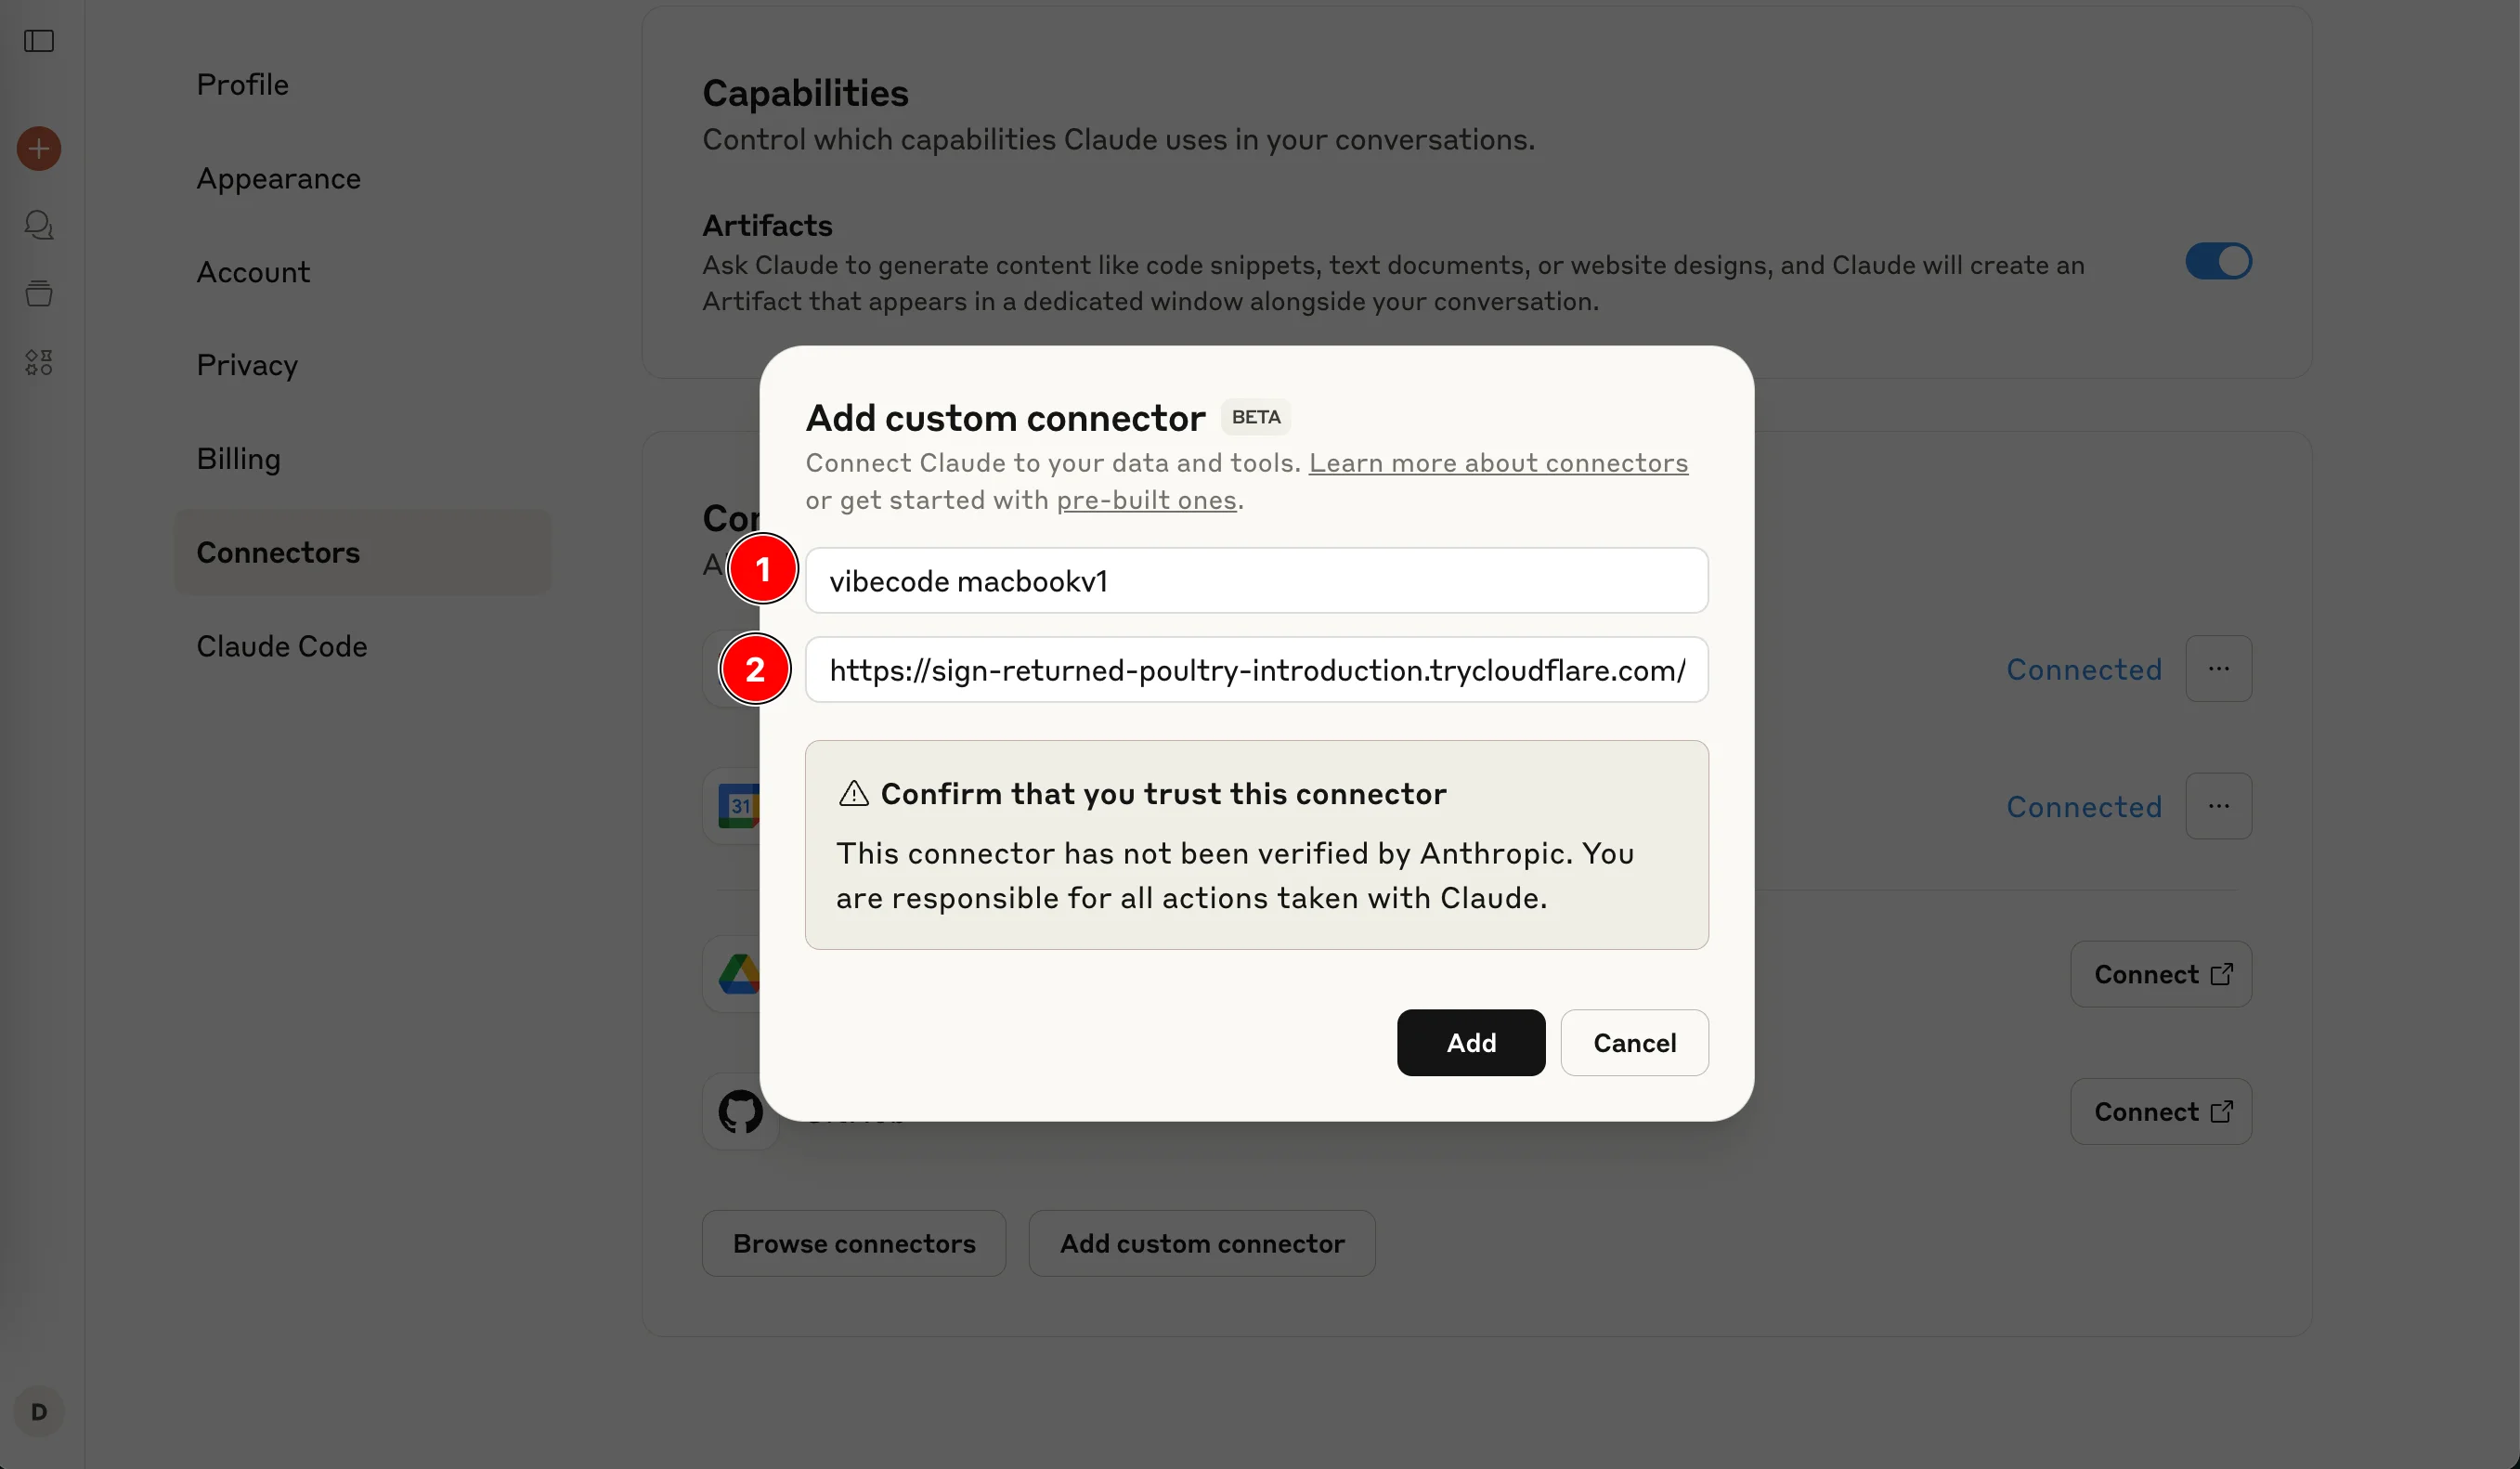 Profile
Appearance
Account
Privacy
Billing
Connectors
Claude Code
D
Capabilities
Control which capabilities Claude uses in your conversations.
Artifacts
Ask Claude to generate content like code snippets, text documents, or website designs, and Claude will create an
Artifact that appears in a dedicated window alongside your conversation.
Add custom connector BETA
Connect Claude to your data and tools. Learn more about connectors
or get started with pre-built ones.
1
vibecode macbookv1
2
https://sign-returned-poultry-introduction.trycloudflare.com/
Confirm that you trust this connector
This connector has not been verified by Anthropic. You
are responsible for all actions taken with Claude.
Add
Cancel
Connected
31
Connected
Connect
Connect
Browse connectors
Add custom connector